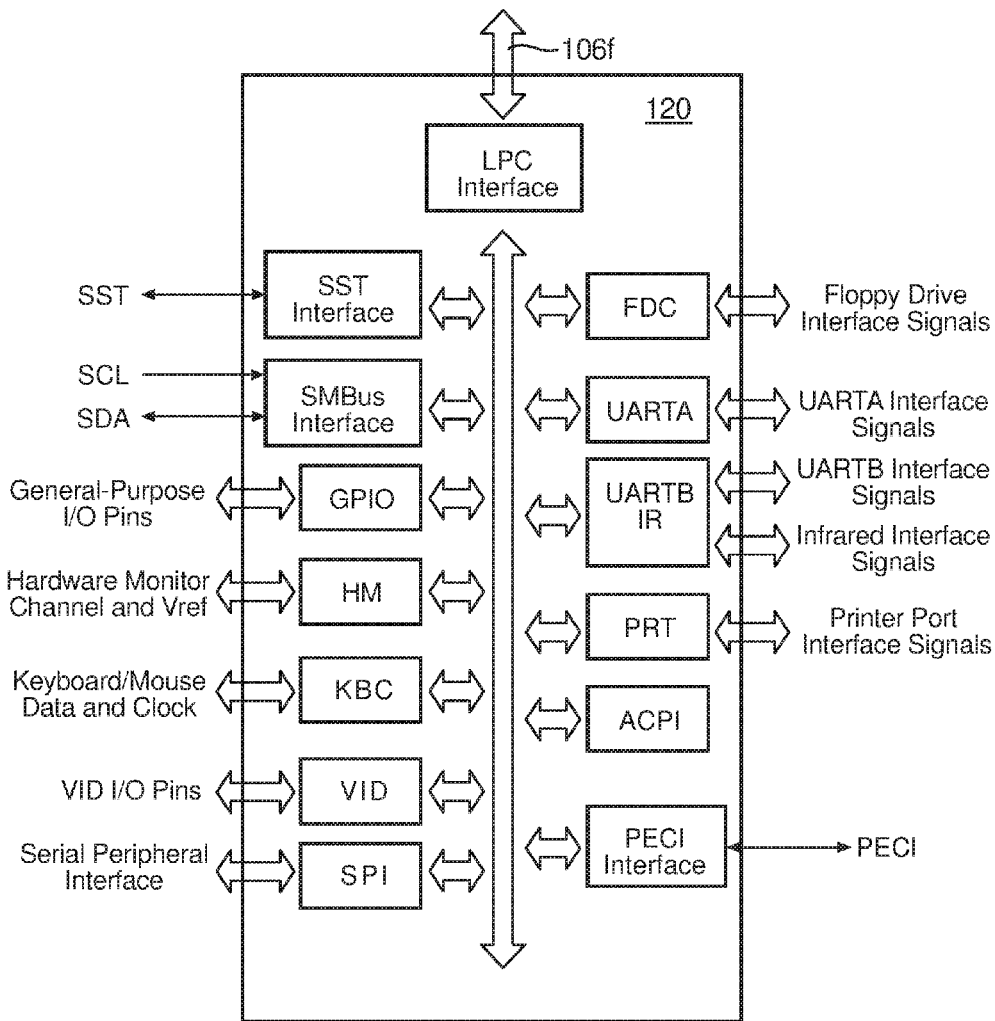 106f
120
LPC
Interface
SST
SST
Interface
FDC
Floppy Drive
Interface Signals
SCL
SDA
SMBus
Interface
UARTA
UARTA Interface
Signals
General-Purpose
I/O Pins
GPIO
UARTB
IR
UARTB Interface
Signals
Infrared Interface
Signals
Hardware Monitor
Channel and Vref
HM
PRT
Printer Port
Interface Signals
Keyboard/Mouse
Data and Clock
KBC
ACPI
VID I/O Pins
VID
Serial Peripheral
Interface
SPI
PECI
Interface
PECI